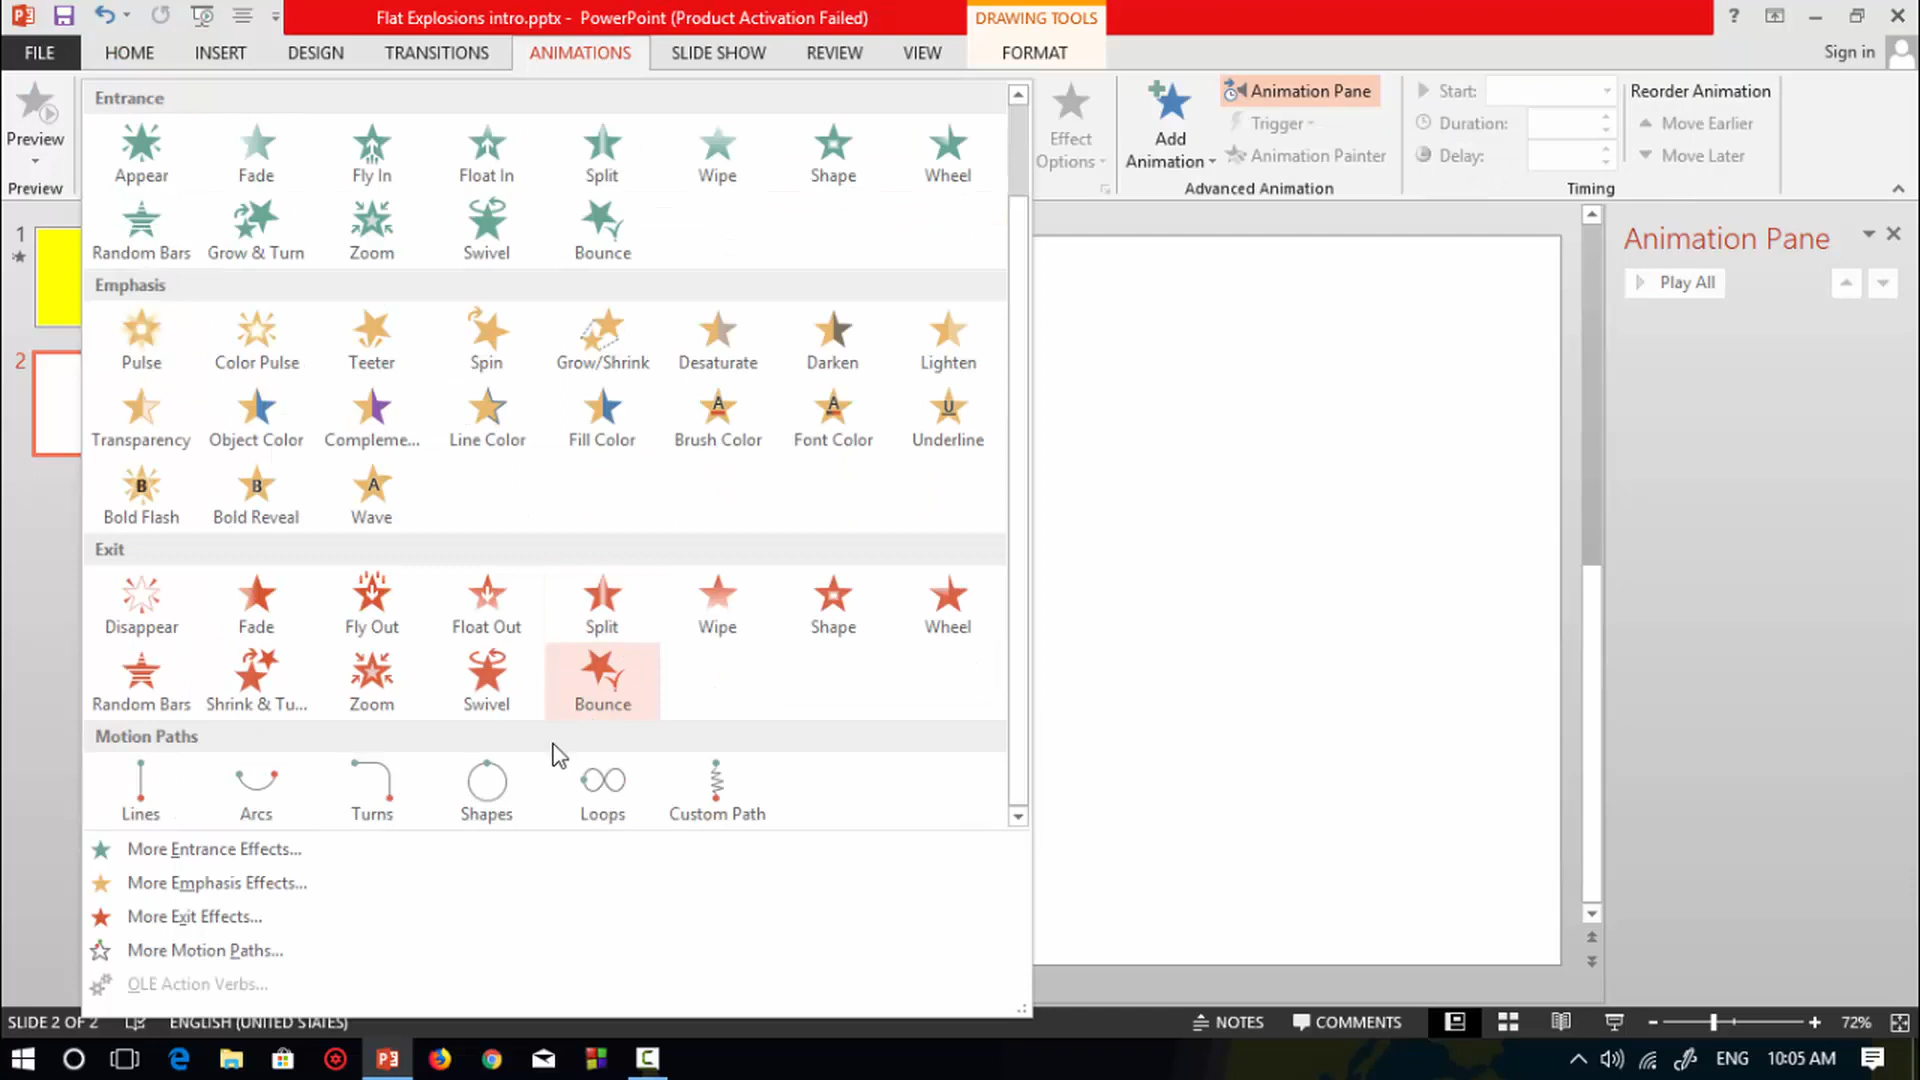 Flat Explosions intro.pptx - PowerPoint (Product Activation Failed)
DRAWING TOOLS
?
FILE
HOME
INSERT
DESIGN
TRANSITIONS
ANIMATIONS
SLIDE SHOW
REVIEW
VIEW
FORMAT
Sign in
Preview
Preview
Effect
Options
Add
Animation
Animation Pane
Trigger
Animation Painter
Advanced Animation
Start:
Duration:
Delay:
Timing
Reorder Animation
Move Earlier
Move Later
Entrance
Appear Fade Fly In Float In Split Wipe Shape Wheel
Random Bars Grow & Turn Zoom Swivel Bounce
Emphasis
Pulse Color Pulse Teeter Spin Grow/Shrink Desaturate Darken Lighten
Transparency Object Color Compleme... Line Color Fill Color Brush Color Font Color Underline
Bold Flash Bold Reveal Wave
Exit
Disappear Fade Fly Out Float Out Split Wipe Shape Wheel
Random Bars Shrink & Tu... Zoom Swivel Bounce
Motion Paths
Lines Arcs Turns Shapes Loops Custom Path
More Entrance Effects...
More Emphasis Effects...
More Exit Effects...
More Motion Paths...
OLE Action Verbs...
1
2
Animation Pane
Play All
SLIDE 2 OF 2
ENGLISH (UNITED STATES)
NOTES
COMMENTS
72%
ENG
10:05 AM